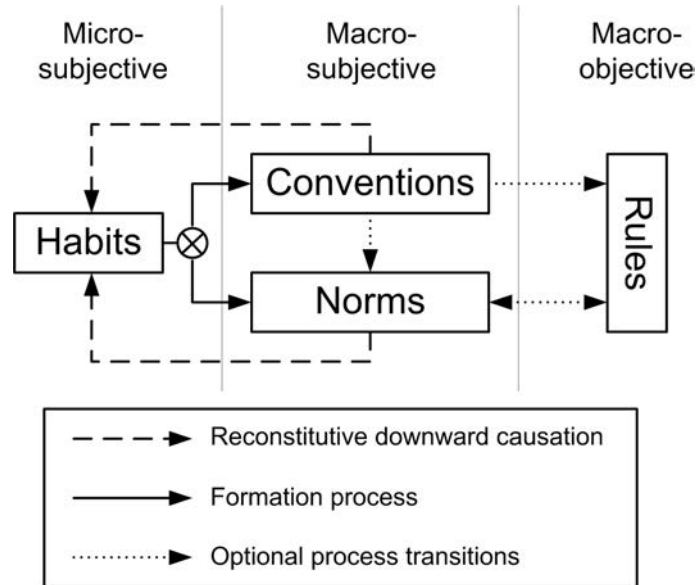 Micro-
subjective
Macro-
subjective
Macro-
objective
Conventions
Habits
Norms
Rules
Reconstitutive downward causation
Formation process
Optional process transitions